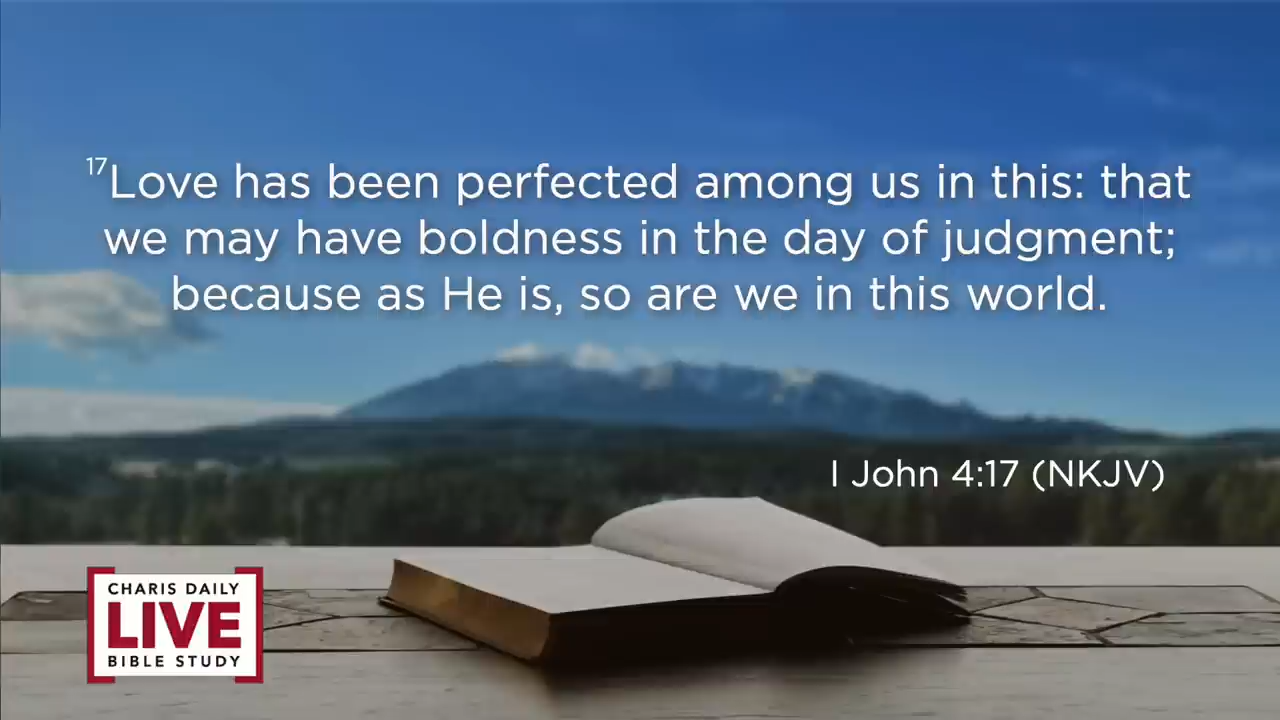 17Love has been perfected among us in this: that
we may have boldness in the day of judgment;
because as He is, so are we in this world.
I John 4:17 (NKJV)
CHARIS DAILY
LIVE
BIBLE STUDY